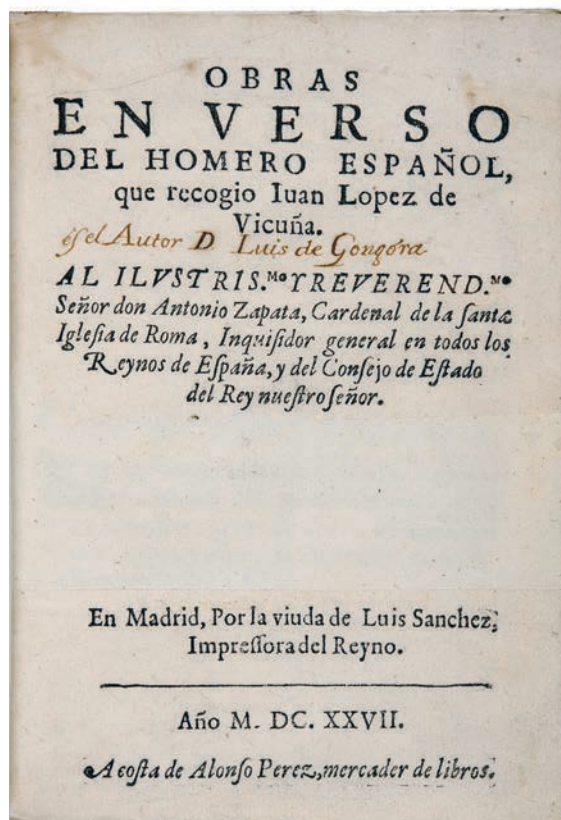 OBRAS
EN VERSO
DEL HOMERO ESPAÑOL,
que recogio Iuan Lopez de
Vicuña.
es el Autor D Luis de Gongóra
AL ILVSTRIS.ᴹᵒ Y REVEREND.ᴹᵒ
Señor don Antonio Zapata, Cardenal de la ſanta
Igleſia de Roma, Inquiſidor general en todos los
Reynos de Eſpaña, y del Conſejo de Eſtado
del Rey nueſtro ſeñor.
En Madrid, Por la viuda de Luis Sanchez,
Impreſſora del Reyno.
Año M. DC. XXVII.
A coſta de Alonſo Perez, mercader de libros.